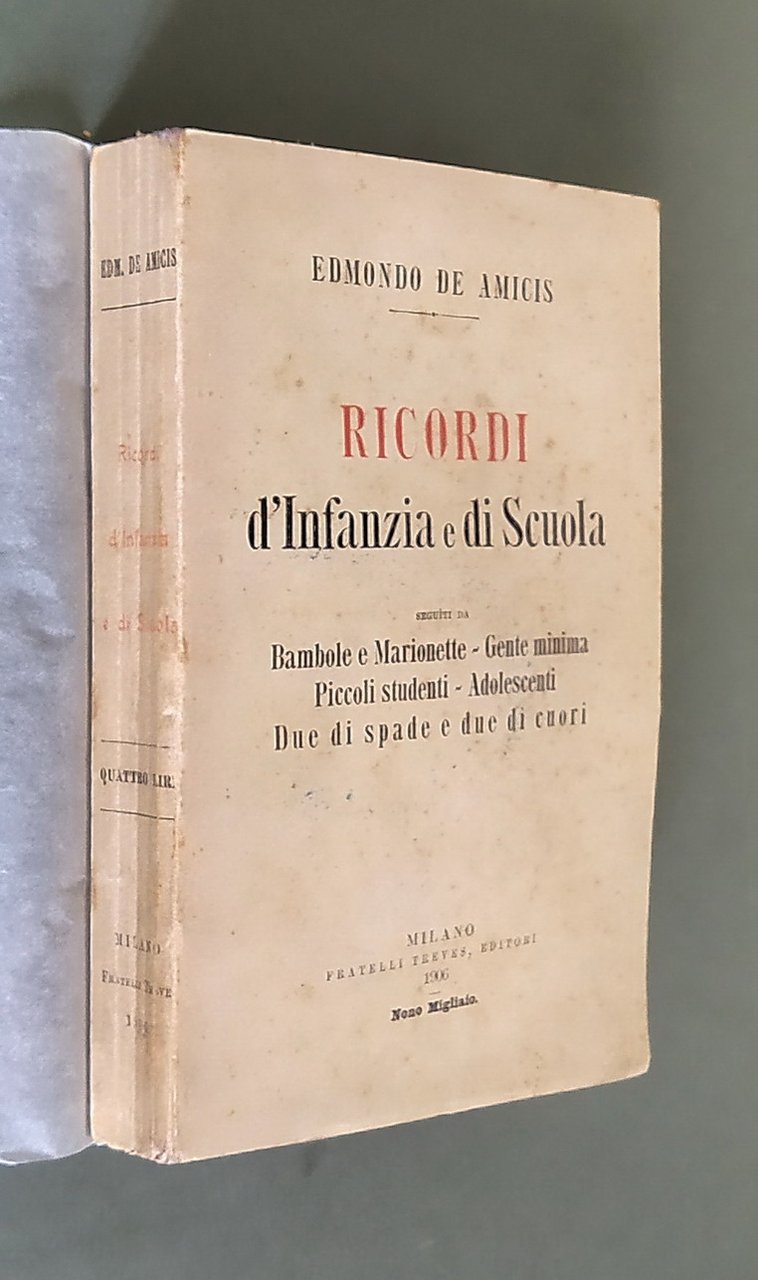 EDM. DE AMICIS
Ricordi
d'Infanzia
e di Scuola
QUATTRO LIR.
MILANO
EDMONDO DE AMICIS
RICORDI
d'Infanzia e di Scuola
SEGUÌTI DA
Bambole e Marionette - Gente minima
Piccoli studenti - Adolescenti
Due di spade e due di cuori
MILANO
FRATELLI TREVES, EDITORI
1906
Nono Migliaio.